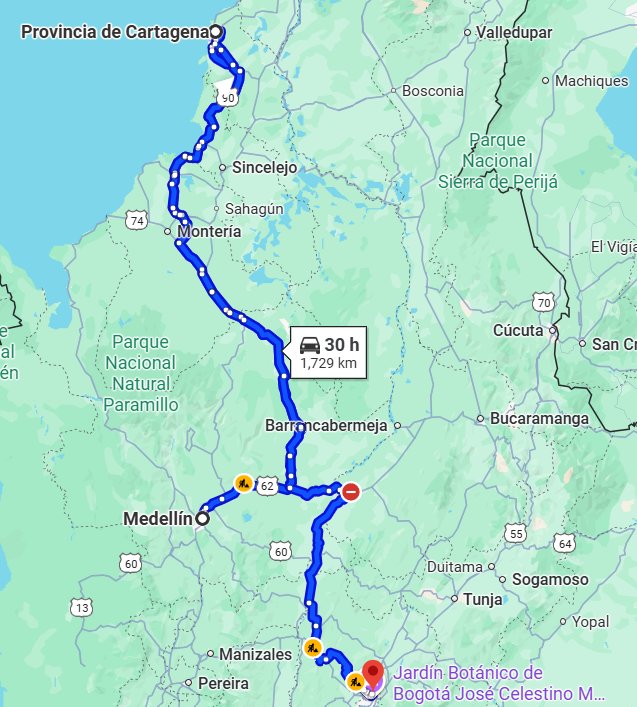 Provincia de Cartagena
Valledupar
Machiques
Bosconia
90
Parque
Nacional
Sierra de Perijá
Sincelejo
Sahagún
74
Montería
El Vigía
70
Cúcuta
San Cr
30 h
1,729 km
Parque
Nacional
Natural
Paramillo
Barrancabermeja
Bucaramanga
62
Medellín
55
64
60
60
Duitama
Sogamoso
13
Tunja
Yopal
Manizales
Pereira
Jardín Botánico de
Bogotá José Celestino M...
e
al
én